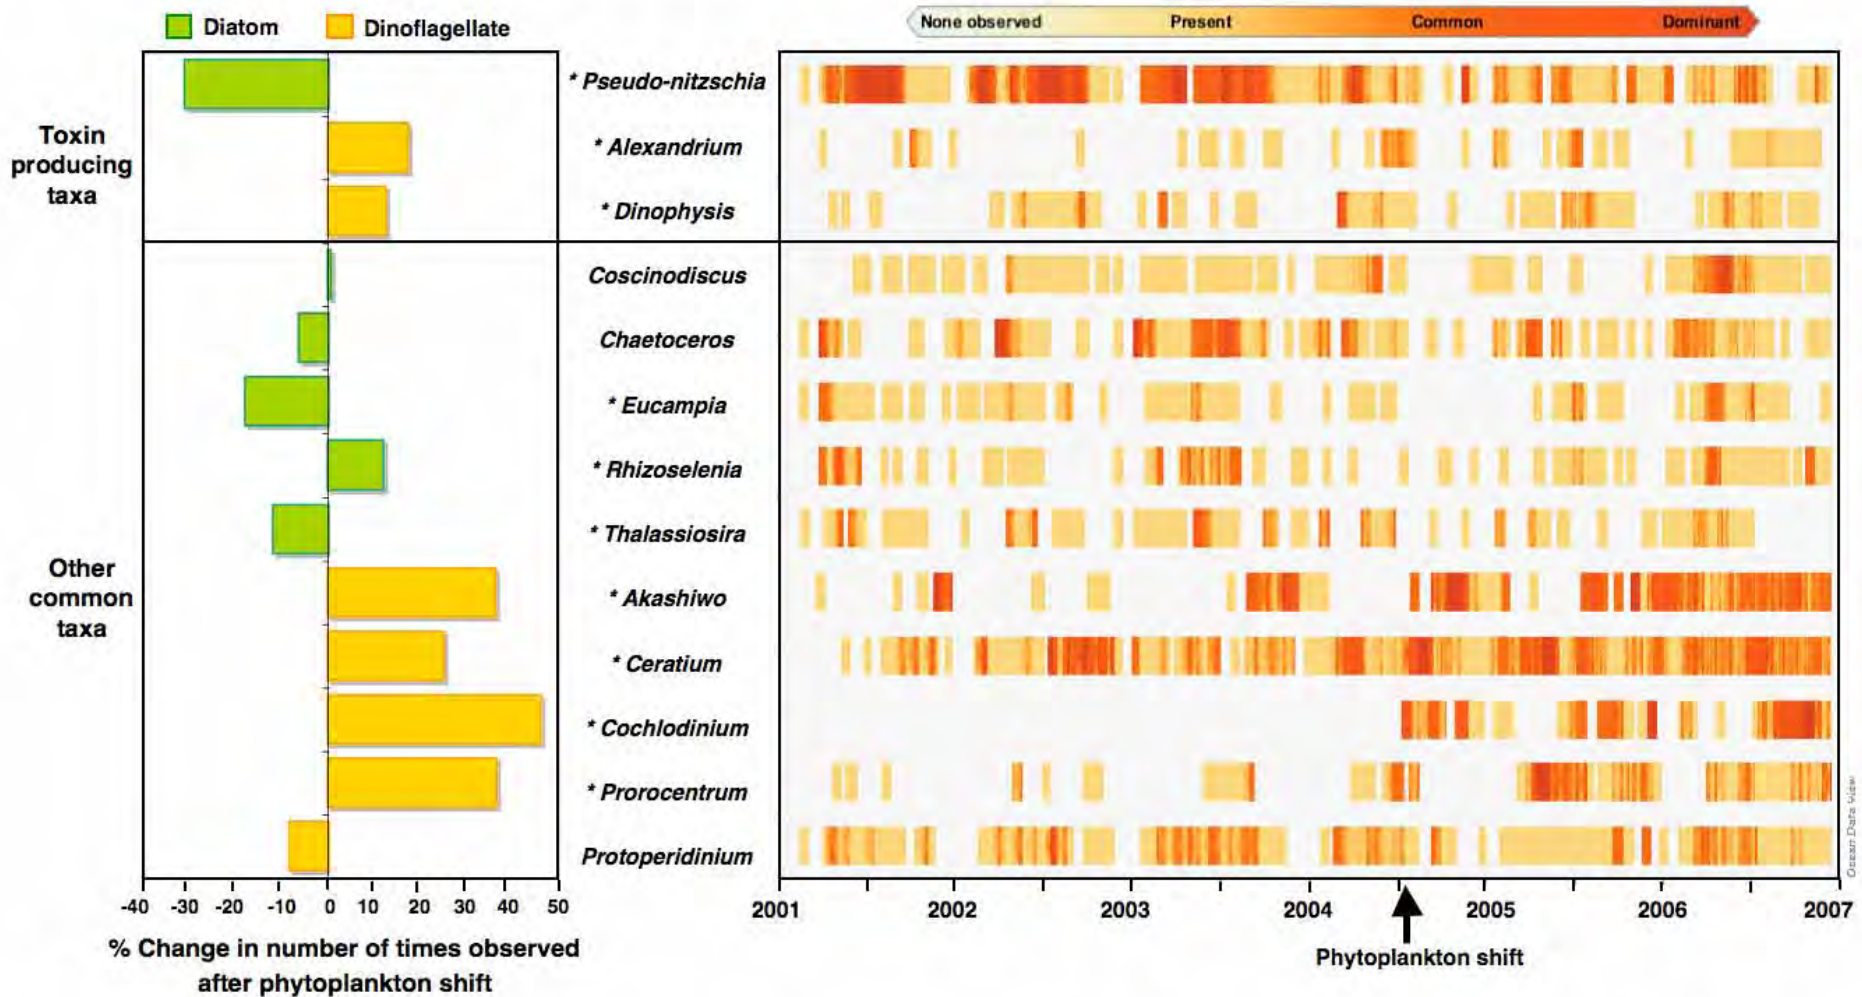 Diatom
Dinoflagellate
None observed
Present
Common
Dominant
Toxin
producing
taxa
* Pseudo-nitzschia
* Alexandrium
* Dinophysis
Other
common
taxa
Coscinodiscus
Chaetoceros
* Eucampia
* Rhizoselenia
* Thalassiosira
* Akashiwo
* Ceratium
* Cochlodinium
* Prorocentrum
Protoperidinium
-40 -30 -20 -10 0 10 20 30 40 50
% Change in number of times observed
after phytoplankton shift
2001 2002 2003 2004 2005 2006 2007
Phytoplankton shift
Ocean Data View